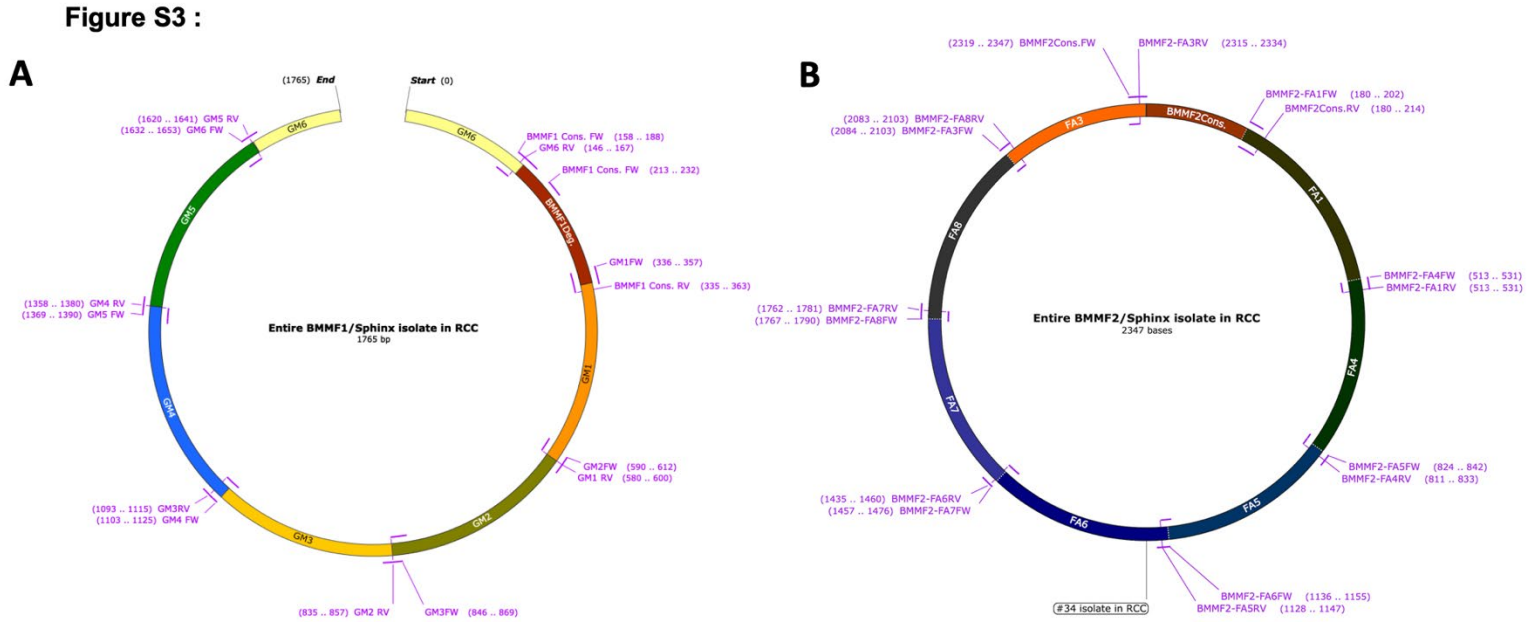 Figure S3 :
A
(1765) End
Start (0)
(1620 .. 1641) GM5 RV
(1632 .. 1653) GM6 FW
GM6
GM6
BMMF1 Cons. FW (158 .. 188)
GM6 RV (146 .. 167)
BMMF1 Cons. FW (213 .. 232)
BMMF1Deg.
GM5
GM1FW (336 .. 357)
BMMF1 Cons. RV (335 .. 363)
(1358 .. 1380) GM4 RV
(1369 .. 1390) GM5 FW
Entire BMMF1/Sphinx isolate in RCC
1765 bp
GM1
GM4
GM2FW (590 .. 612)
GM1 RV (580 .. 600)
(1093 .. 1115) GM3RV
(1103 .. 1125) GM4 FW
GM2
GM3
(835 .. 857) GM2 RV
GM3FW (846 .. 869)
B
(2319 .. 2347) BMMF2Cons.FW
BMMF2-FA3RV (2315 .. 2334)
BMMF2-FA1FW (180 .. 202)
BMMF2Cons.RV (180 .. 214)
(2083 .. 2103) BMMF2-FA8RV
(2084 .. 2103) BMMF2-FA3FW
FA3
BMMF2Cons.
FA1
FA8
BMMF2-FA4FW (513 .. 531)
BMMF2-FA1RV (513 .. 531)
(1762 .. 1781) BMMF2-FA7RV
(1767 .. 1790) BMMF2-FA8FW
Entire BMMF2/Sphinx isolate in RCC
2347 bases
FA4
FA7
BMMF2-FA5FW (824 .. 842)
BMMF2-FA4RV (811 .. 833)
(1435 .. 1460) BMMF2-FA6RV
(1457 .. 1476) BMMF2-FA7FW
FA5
FA6
BMMF2-FA6FW (1136 .. 1155)
BMMF2-FA5RV (1128 .. 1147)
#34 isolate in RCC